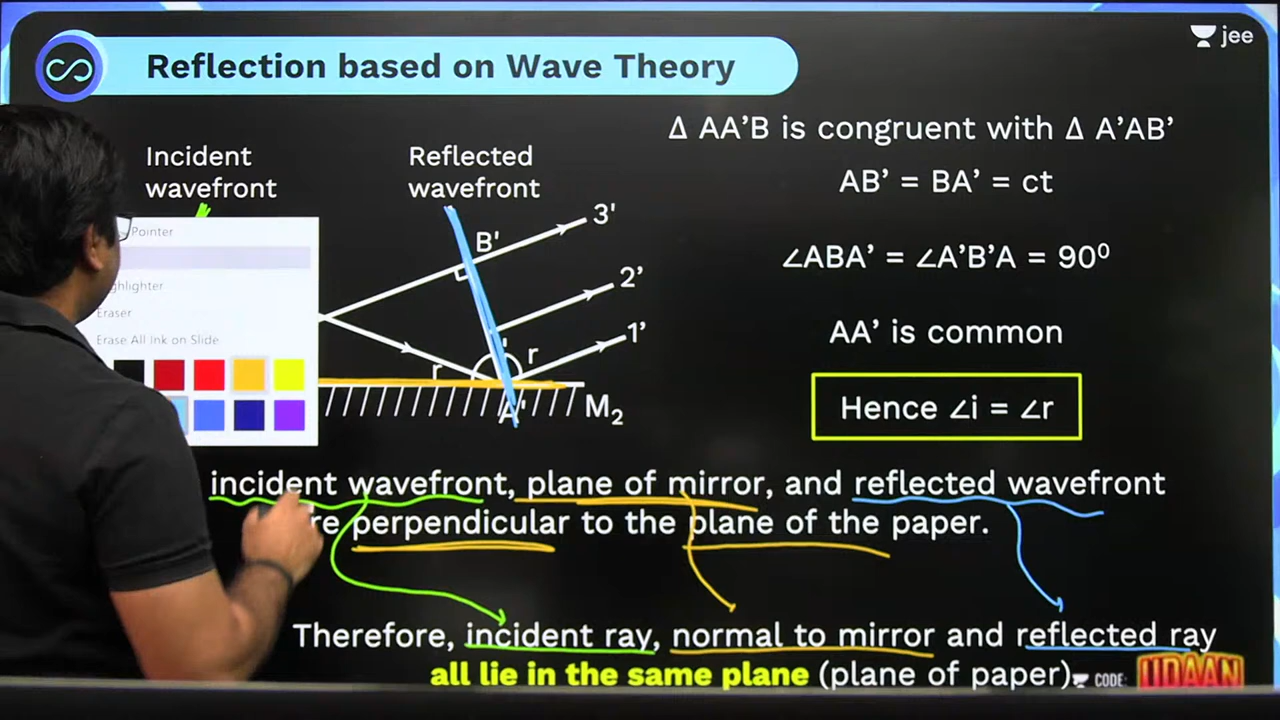 Reflection based on Wave Theory
jee
Δ AA’B is congruent with Δ A’AB’
AB’ = BA’ = ct
∠ABA’ = ∠A’B’A = 90⁰
AA’ is common
Hence ∠i = ∠r
Incident
wavefront
Reflected
wavefront
B'
3'
2’
1’
r
r
A'
M₂
Pointer
Eraser
Erase All Ink on Slide
incident wavefront, plane of mirror, and reflected wavefront
perpendicular to the plane of the paper.
Therefore, incident ray, normal to mirror and reflected ray
all lie in the same plane (plane of paper)
CODE: UDAAN